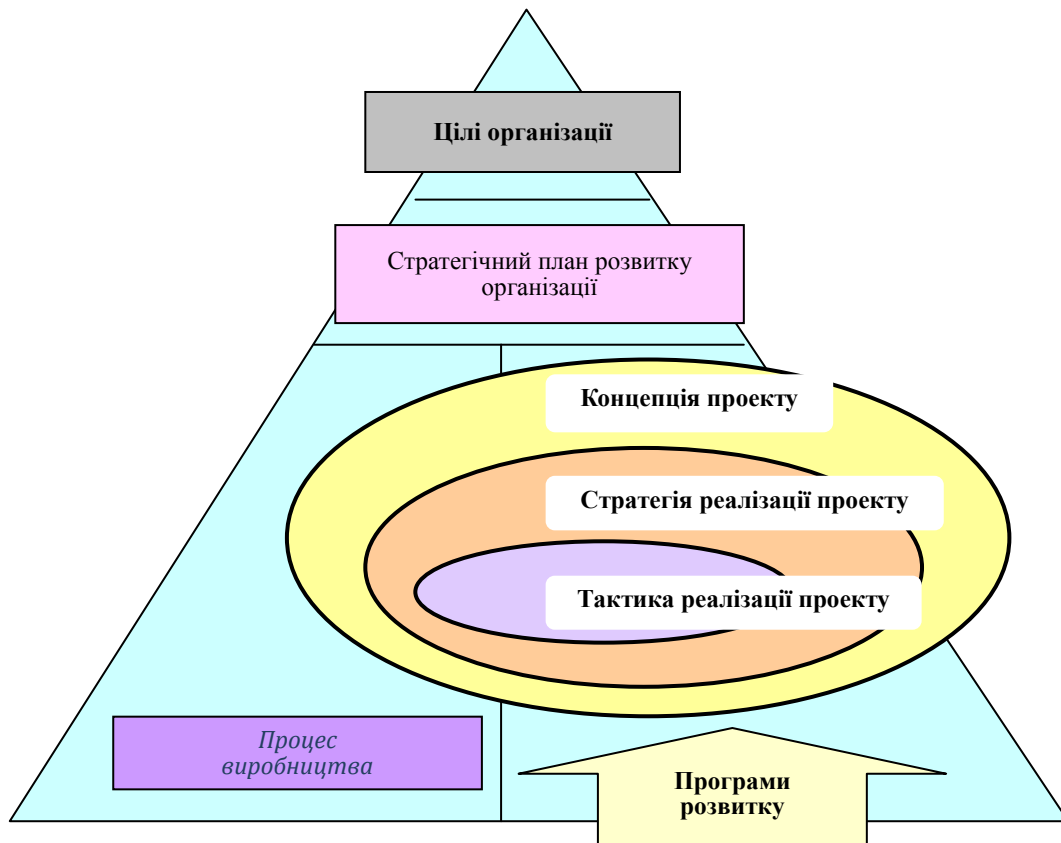 Цілі організації
Стратегічний план розвитку
організації
Концепція проекту
Стратегія реалізації проекту
Тактика реалізації проекту
Процес
виробництва
Програми
розвитку